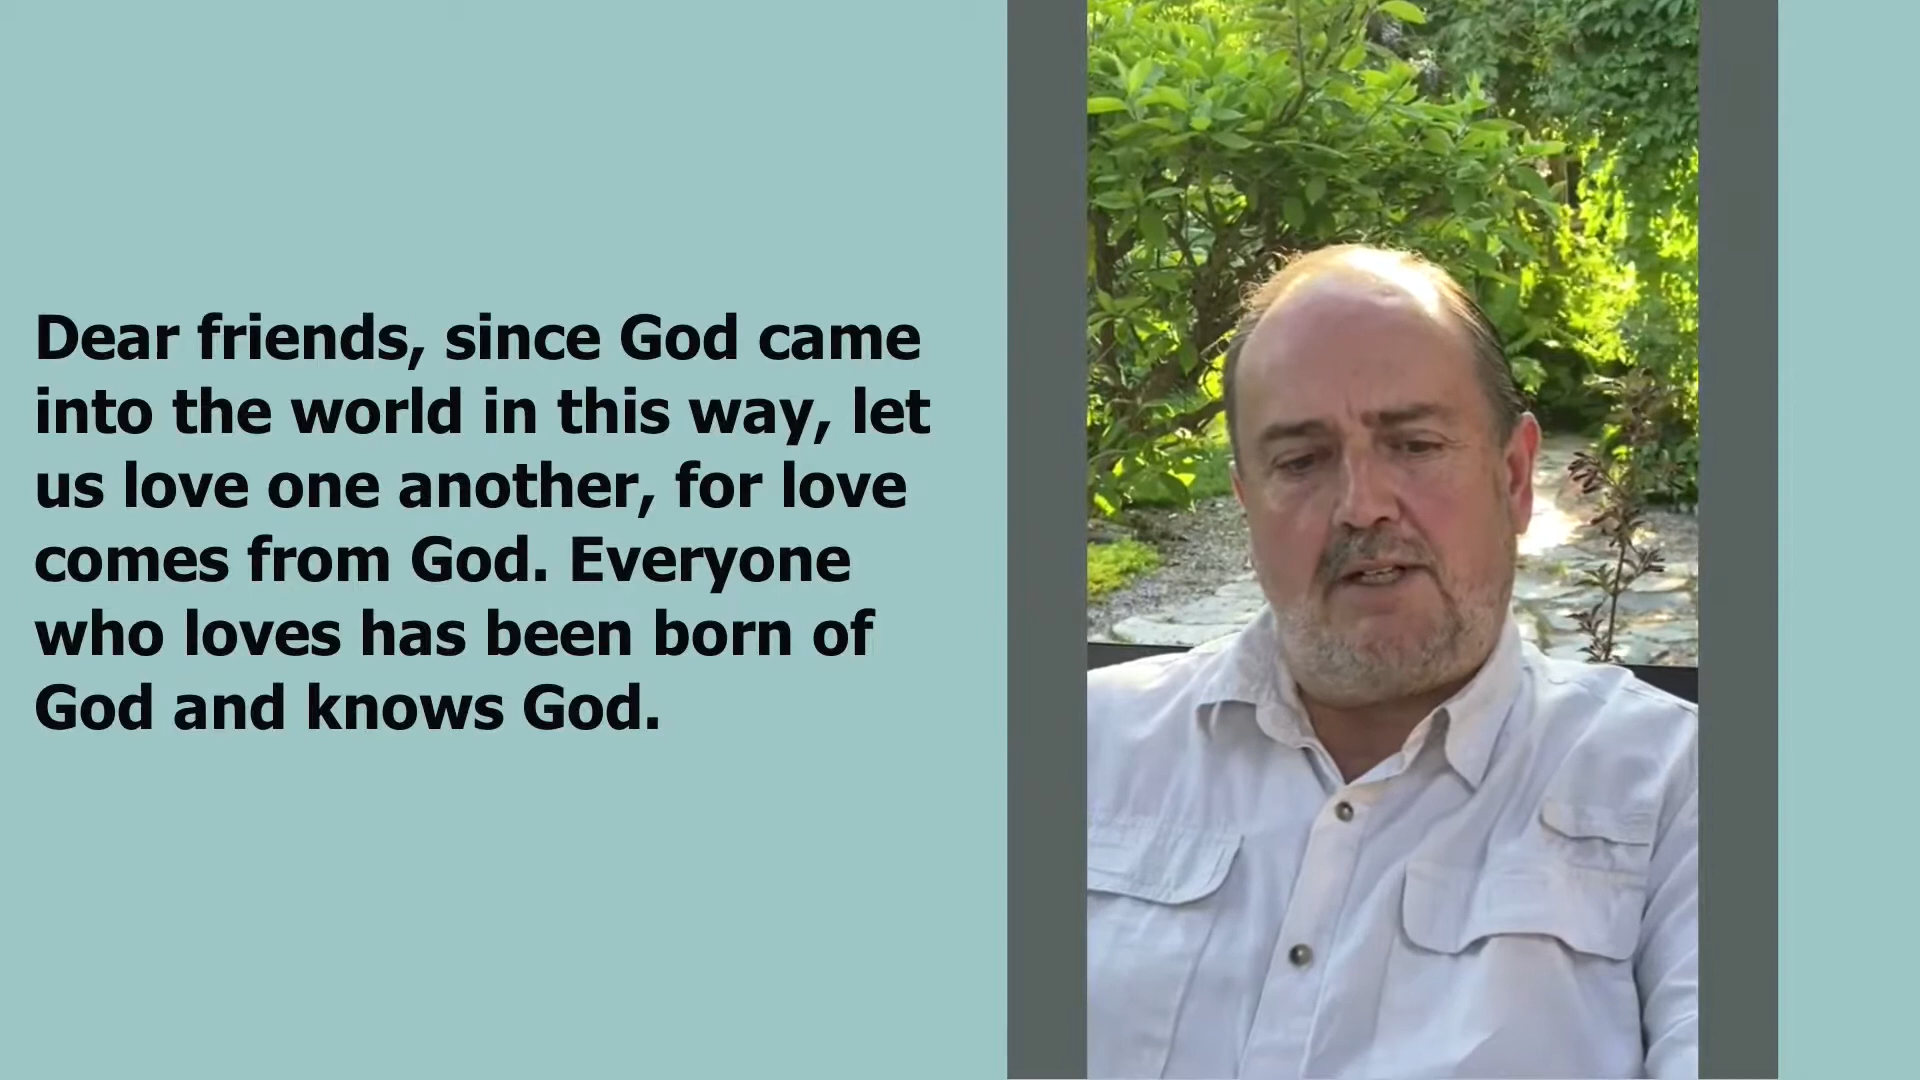 Dear friends, since God came
into the world in this way, let
us love one another, for love
comes from God. Everyone
who loves has been born of
God and knows God.